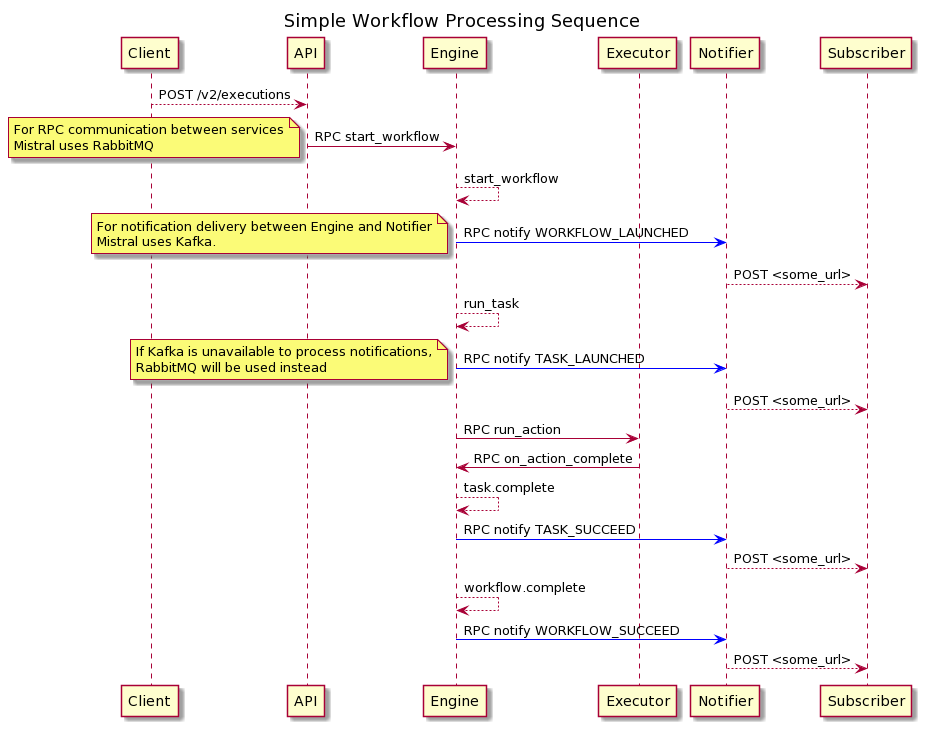 Simple Workflow Processing Sequence
Client
API
Engine
Executor
Notifier
Subscriber
POST /v2/executions
For RPC communication between services
Mistral uses RabbitMQ
RPC start_workflow
start_workflow
For notification delivery between Engine and Notifier
Mistral uses Kafka.
RPC notify WORKFLOW_LAUNCHED
POST <some_url>
run_task
If Kafka is unavailable to process notifications,
RabbitMQ will be used instead
RPC notify TASK_LAUNCHED
POST <some_url>
RPC run_action
RPC on_action_complete
task.complete
RPC notify TASK_SUCCEED
POST <some_url>
workflow.complete
RPC notify WORKFLOW_SUCCEED
POST <some_url>
Client
API
Engine
Executor
Notifier
Subscriber